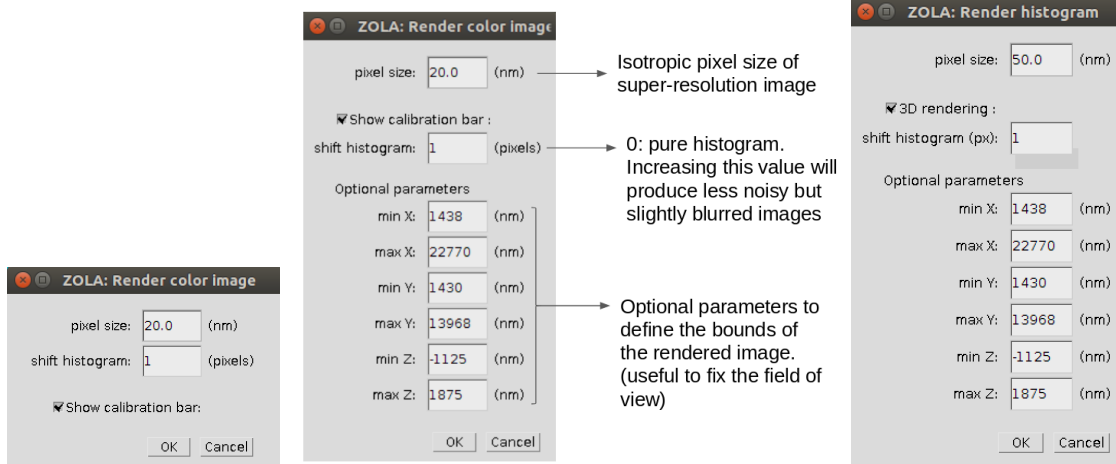 ZOLA: Render color image
pixel size: 20.0 (nm)
shift histogram: 1 (pixels)
Show calibration bar:
OK Cancel
ZOLA: Render color image
pixel size: 20.0 (nm)
Show calibration bar :
shift histogram: 1 (pixels)
Optional parameters
min X: 1438 (nm)
max X: 22770 (nm)
min Y: 1430 (nm)
max Y: 13968 (nm)
min Z: -1125 (nm)
max Z: 1875 (nm)
OK Cancel
Isotropic pixel size of
super-resolution image
0: pure histogram.
Increasing this value will
produce less noisy but
slightly blurred images
Optional parameters to
define the bounds of
the rendered image.
(useful to fix the field of
view)
ZOLA: Render histogram
pixel size: 50.0 (nm)
3D rendering :
shift histogram (px): 1
Optional parameters
min X: 1438 (nm)
max X: 22770 (nm)
min Y: 1430 (nm)
max Y: 13968 (nm)
min Z: -1125 (nm)
max Z: 1875 (nm)
OK Cancel